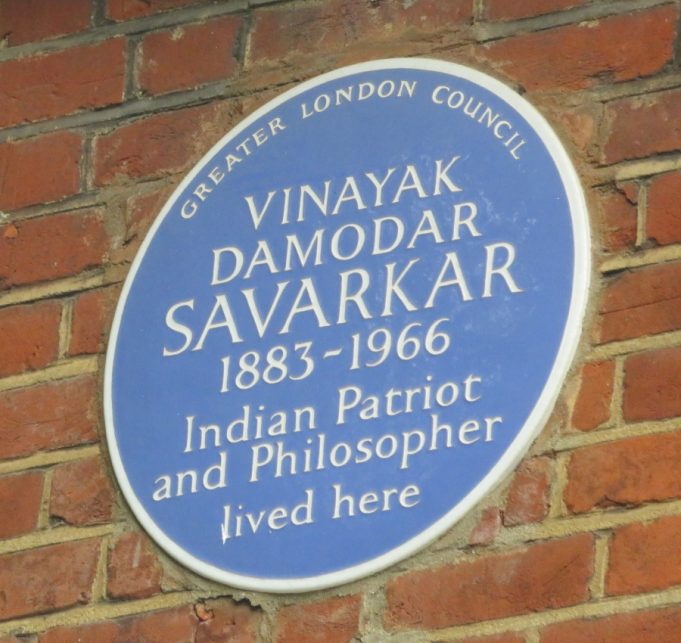 GREATER LONDON COUNCIL
VINAYAK
DAMODAR
SAVARKAR
1883-1966
Indian Patriot
and Philosopher
lived here